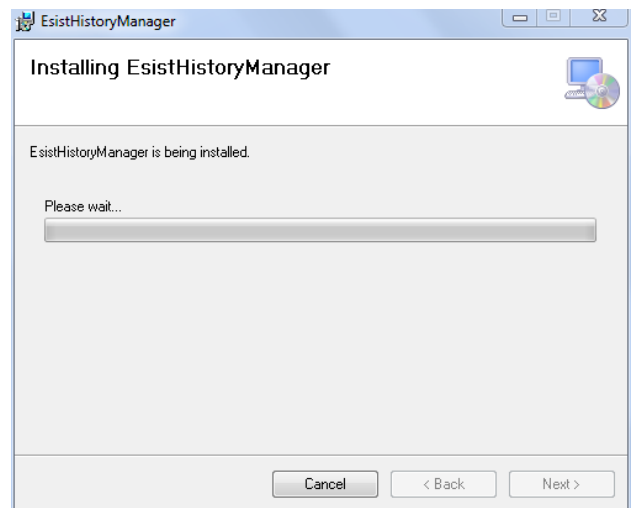 EsistHistoryManager
Installing EsistHistoryManager
EsistHistoryManager is being installed.
Please wait...
Cancel
< Back
Next >